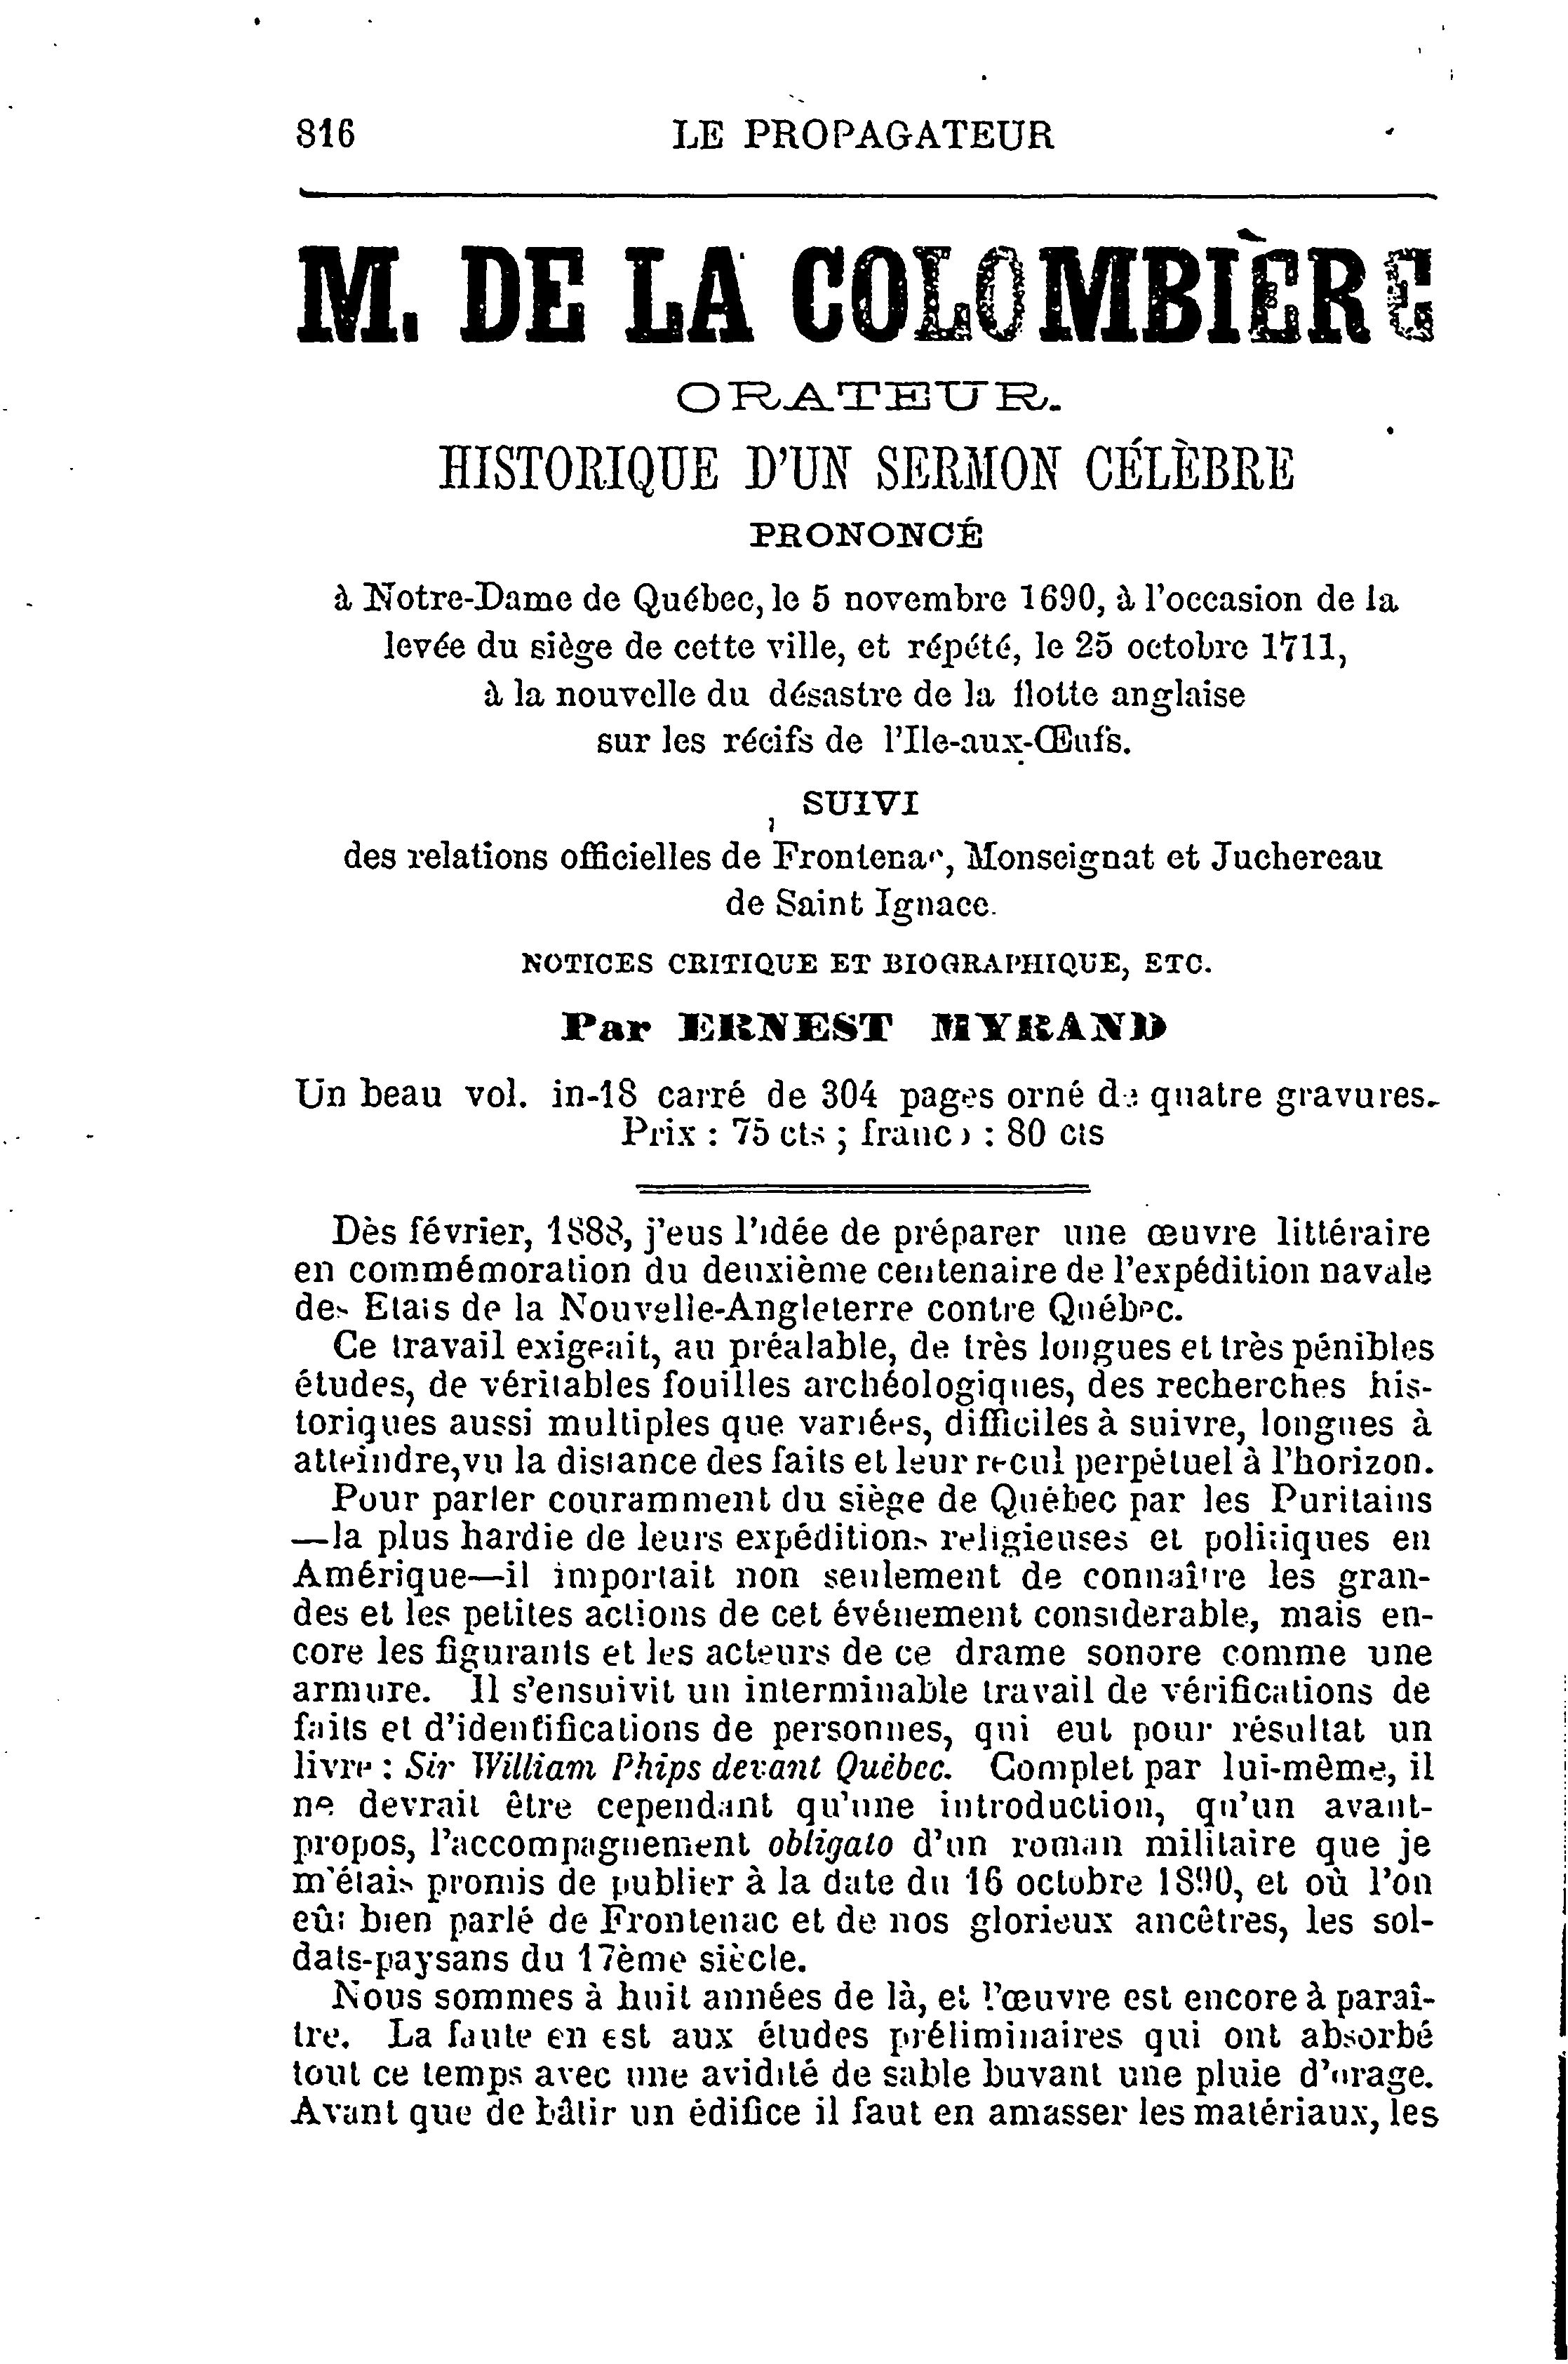 816 LE PROPAGATEUR
M. DE LA COLOMBIÈRE
ORATEUR.
HISTORIQUE D'UN SERMON CÉLÈBRE
PRONONCÉ
à Notre-Dame de Québec, le 5 novembre 1690, à l'occasion de la
levée du siège de cette ville, et répété, le 25 octobre 1711,
à la nouvelle du désastre de la flotte anglaise
sur les récifs de l'Ile-aux-Œufs.
SUIVI
des relations officielles de Frontenac, Monseignat et Juchereau
de Saint Ignace.
NOTICES CRITIQUE ET BIOGRAPHIQUE, ETC.
Par ERNEST MYRAND
Un beau vol. in-18 carré de 304 pages orné de quatre gravures.
Prix : 75 cts ; franco : 80 cts
Dès février, 1888, j'eus l'idée de préparer une œuvre littéraire
en commémoration du deuxième centenaire de l'expédition navale
des Etats de la Nouvelle-Angleterre contre Québec.
Ce travail exigeait, au préalable, de très longues et très pénibles
études, de véritables fouilles archéologiques, des recherches his-
toriques aussi multiples que variées, difficiles à suivre, longues à
atteindre, vu la distance des faits et leur recul perpétuel à l'horizon.
Pour parler couramment du siège de Québec par les Puritains
—la plus hardie de leurs expéditions religieuses et politiques en
Amérique—il importait non seulement de connaître les gran-
des et les petites actions de cet événement considerable, mais en-
core les figurants et les acteurs de ce drame sonore comme une
armure. Il s'ensuivit un interminable travail de vérifications de
faits et d'identifications de personnes, qui eut pour résultat un
livre : Sir William Phips devant Québec. Complet par lui-même, il
ne devrait être cependant qu'une introduction, qu'un avant-
propos, l'accompagnement obligato d'un roman militaire que je
m'étais promis de publier à la date du 16 octobre 1890, et où l'on
eût bien parlé de Frontenac et de nos glorieux ancêtres, les sol-
dats-paysans du 17ème siècle.
Nous sommes à huit années de là, et l'œuvre est encore à paraî-
tre. La faute en est aux études préliminaires qui ont absorbé
tout ce temps avec une avidité de sable buvant une pluie d'orage.
Avant que de bâtir un édifice il faut en amasser les matériaux, les